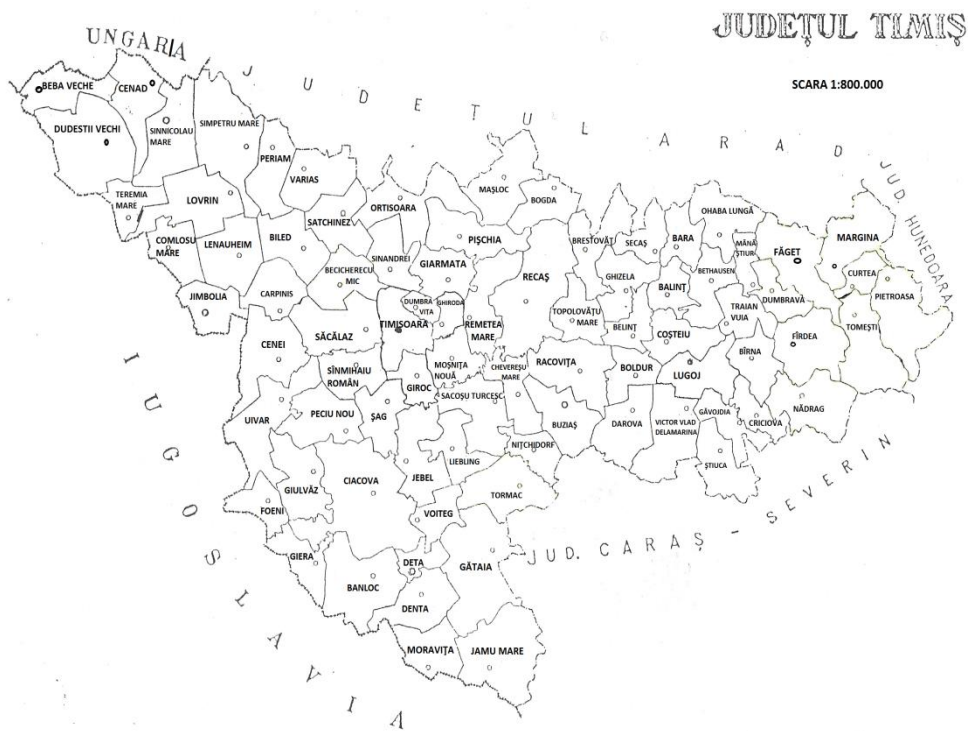 JUDEȚUL TIMIȘ
SCARA 1:800.000
UNGARIA
JUDETUL ARAD
JUD. HUNEDOARA
BEBA VECHE
CENAD
DUDESTII VECHI
SINNICOLAU
MARE
SIMPETRU MARE
PERIAM
VARIAS
TEREMIA
MARE
LOVRIN
SATCHINEZ
ORTISOARA
MAȘLOC
BOGDA
COMLOSU
MARE
LENAUHEIM
BILED
PIȘCHIA
BRESTOVĂȚ
SECAȘ
BARA
OHABA LUNGĂ
MĂNĂ
ȘTIUR
FĂGET
MARGINA
CURTEA
PIETROASA
JIMBOLIA
CARPINIS
BECICHERECU
MIC
SINANDREI
GIARMATA
RECAȘ
GHIZELA
BALINȚ
BETHAUSEN
DUMBRAVĂ
TOMEȘTI
DUMBRA
VITA
GHIRODA
TIMIȘOARA
REMETEA
MARE
TOPOLOVĂȚU
MARE
BELINȚ
COȘTEIU
TRAIAN
VUIA
FÎRDEA
CENEI
SĂCĂLAZ
SÎNMIHAIU
ROMÂN
GIROC
MOȘNIȚA
NOUĂ
CHEVEREȘU
MARE
RACOVIȚA
BOLDUR
LUGOJ
BÎRNA
NĂDRAG
UIVAR
PECIU NOU
ȘAG
SACOȘU TURCESC
BUZIAȘ
DAROVA
VICTOR VLAD
DELAMARINA
GĂVOJDIA
CRICIOVA
NIȚCHIDORF
ȘTIUCA
LIEBLING
GIULVĂZ
CIACOVA
JEBEL
TORMAC
FOENI
VOITEG
GIERA
BANLOC
DETA
GĂTAIA
DENTA
MORAVIȚA
JAMU MARE
IUGOSLAVIA
JUD. CARAȘ - SEVERIN